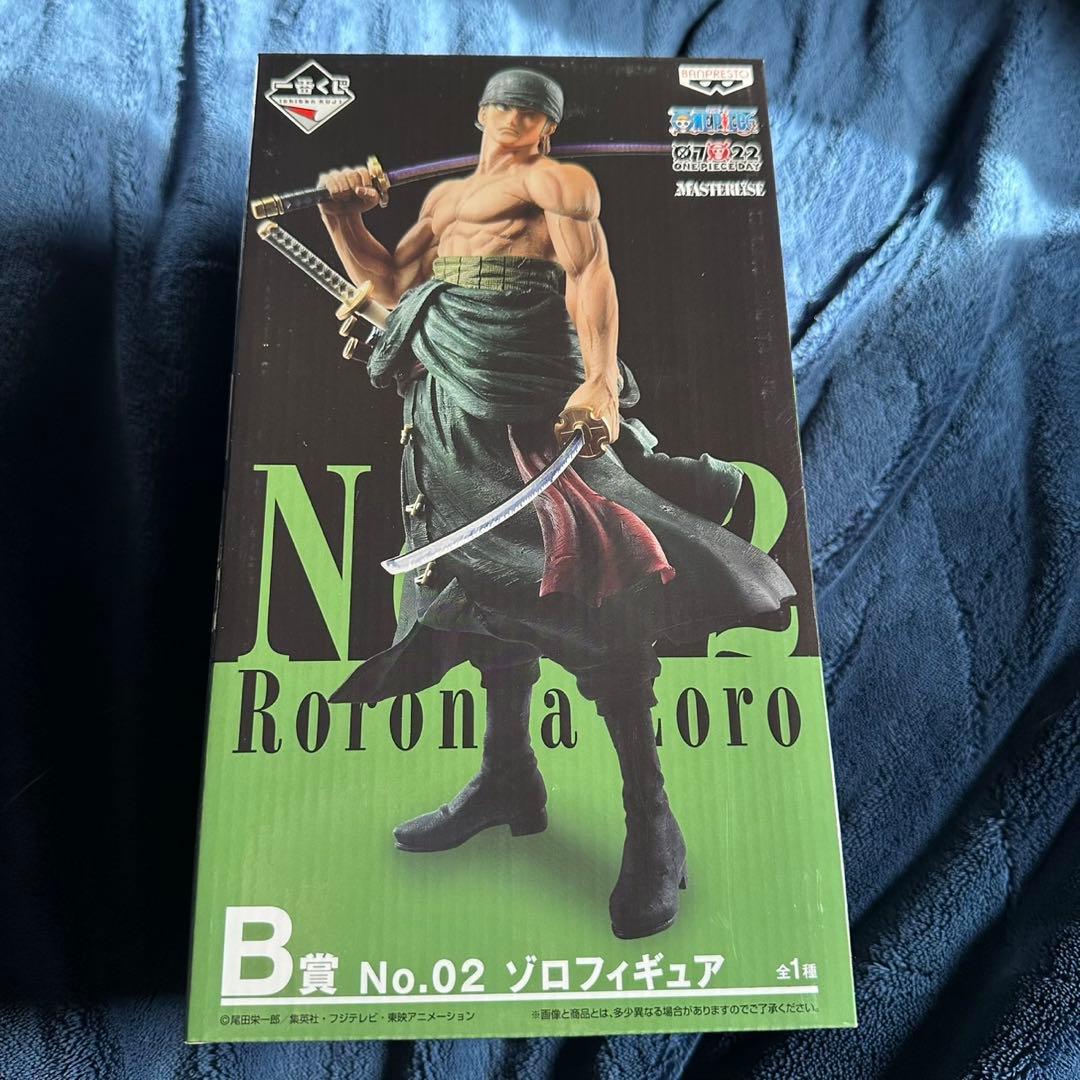 一番くじ
ICHIBAN KUJI
BANPRESTO
ONE PIECE
07.22
ONE PIECE DAY
MASTERLISE
No.02
Roronoa Zoro
B賞 No.02 ゾロフィギュア 全1種
©尾田栄一郎／集英社・フジテレビ・東映アニメーション ※画像と商品とは、多少異なる場合がありますのでご了承ください。